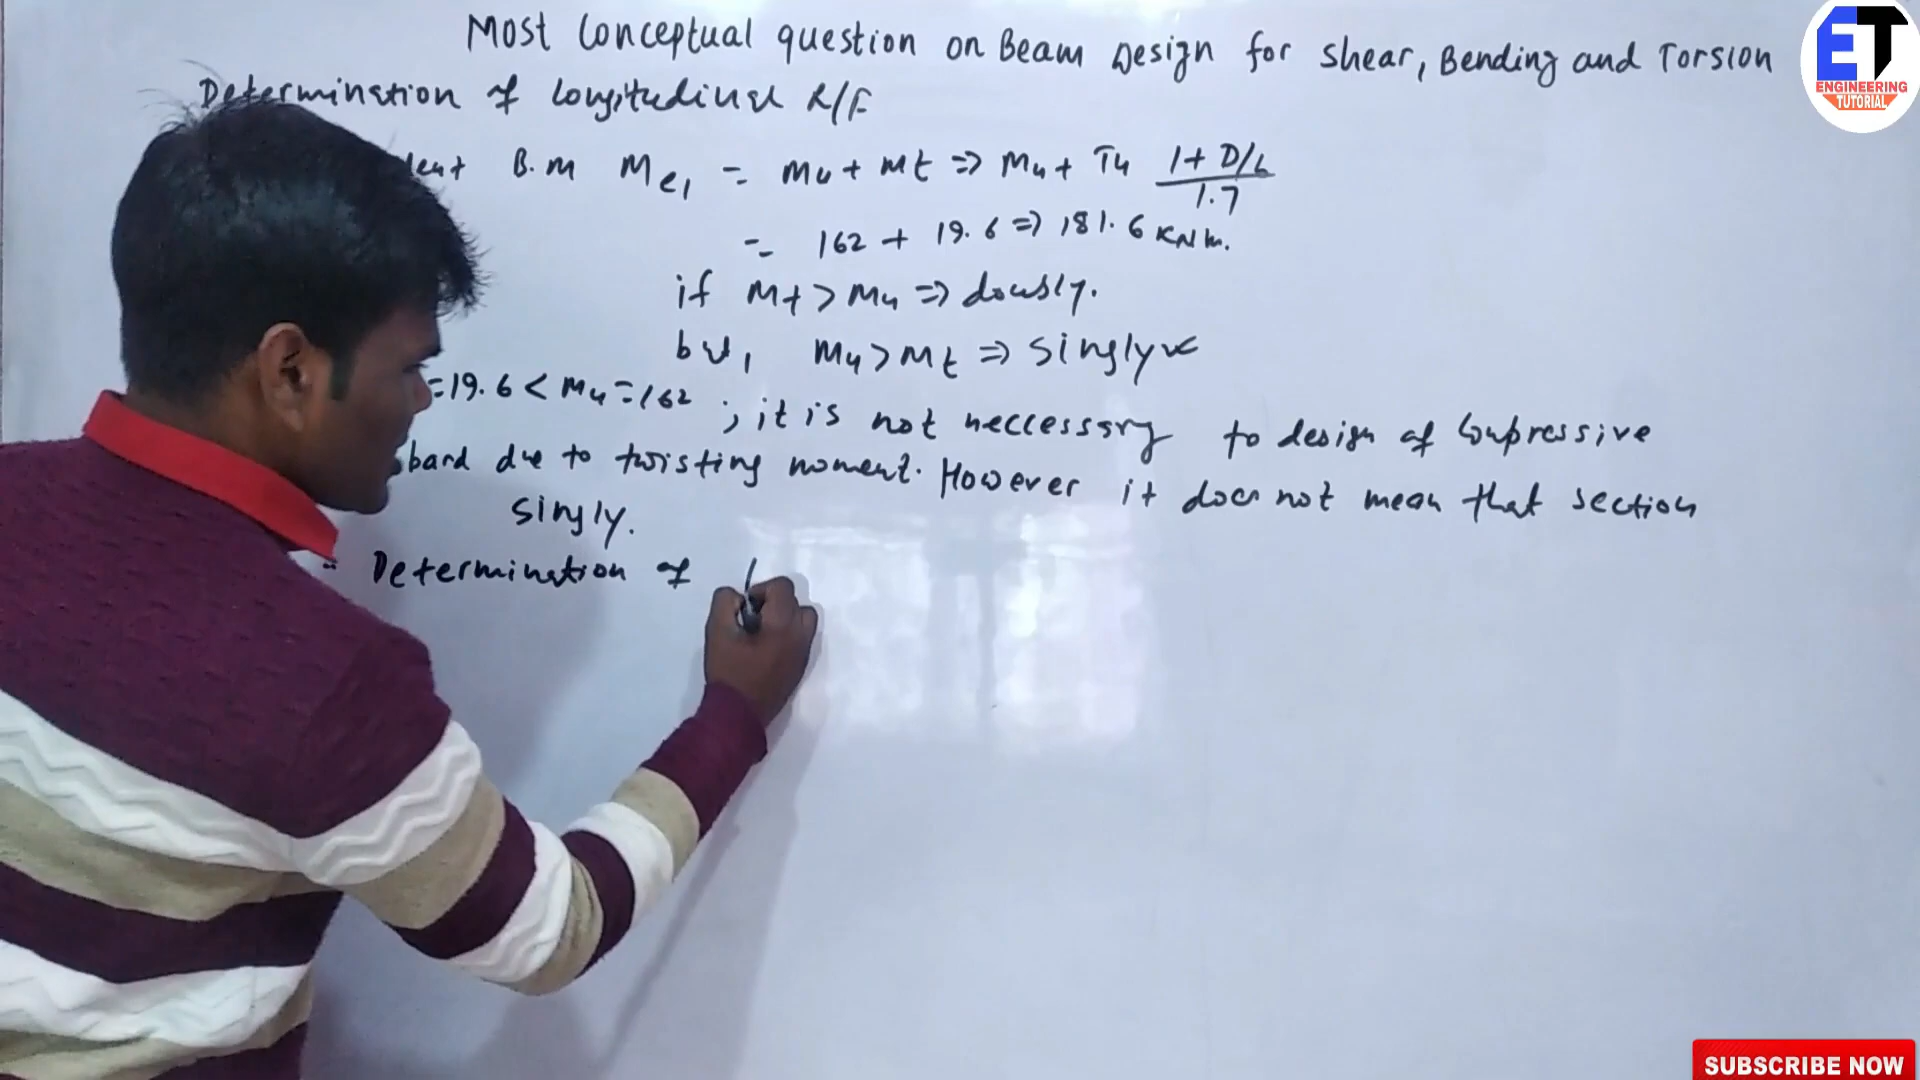 Most Conceptual question on Beam Design for shear, Bending and Torsion
Determination of longitudinal R/F
B.M Me1 = Mu + Mt => Mu + Tu (1 + D/b)/1.7
= 162 + 19.6 => 181.6 KNm.
if Mt > Mu => doubly.
but, Mu > Mt => Singly
=19.6 < Mu = 162 ; it is not neccessary to design of Compressive
due to twisting moment. However it does not mean that section
Singly.
Determination of
ET
ENGINEERING
TUTORIAL
SUBSCRIBE NOW